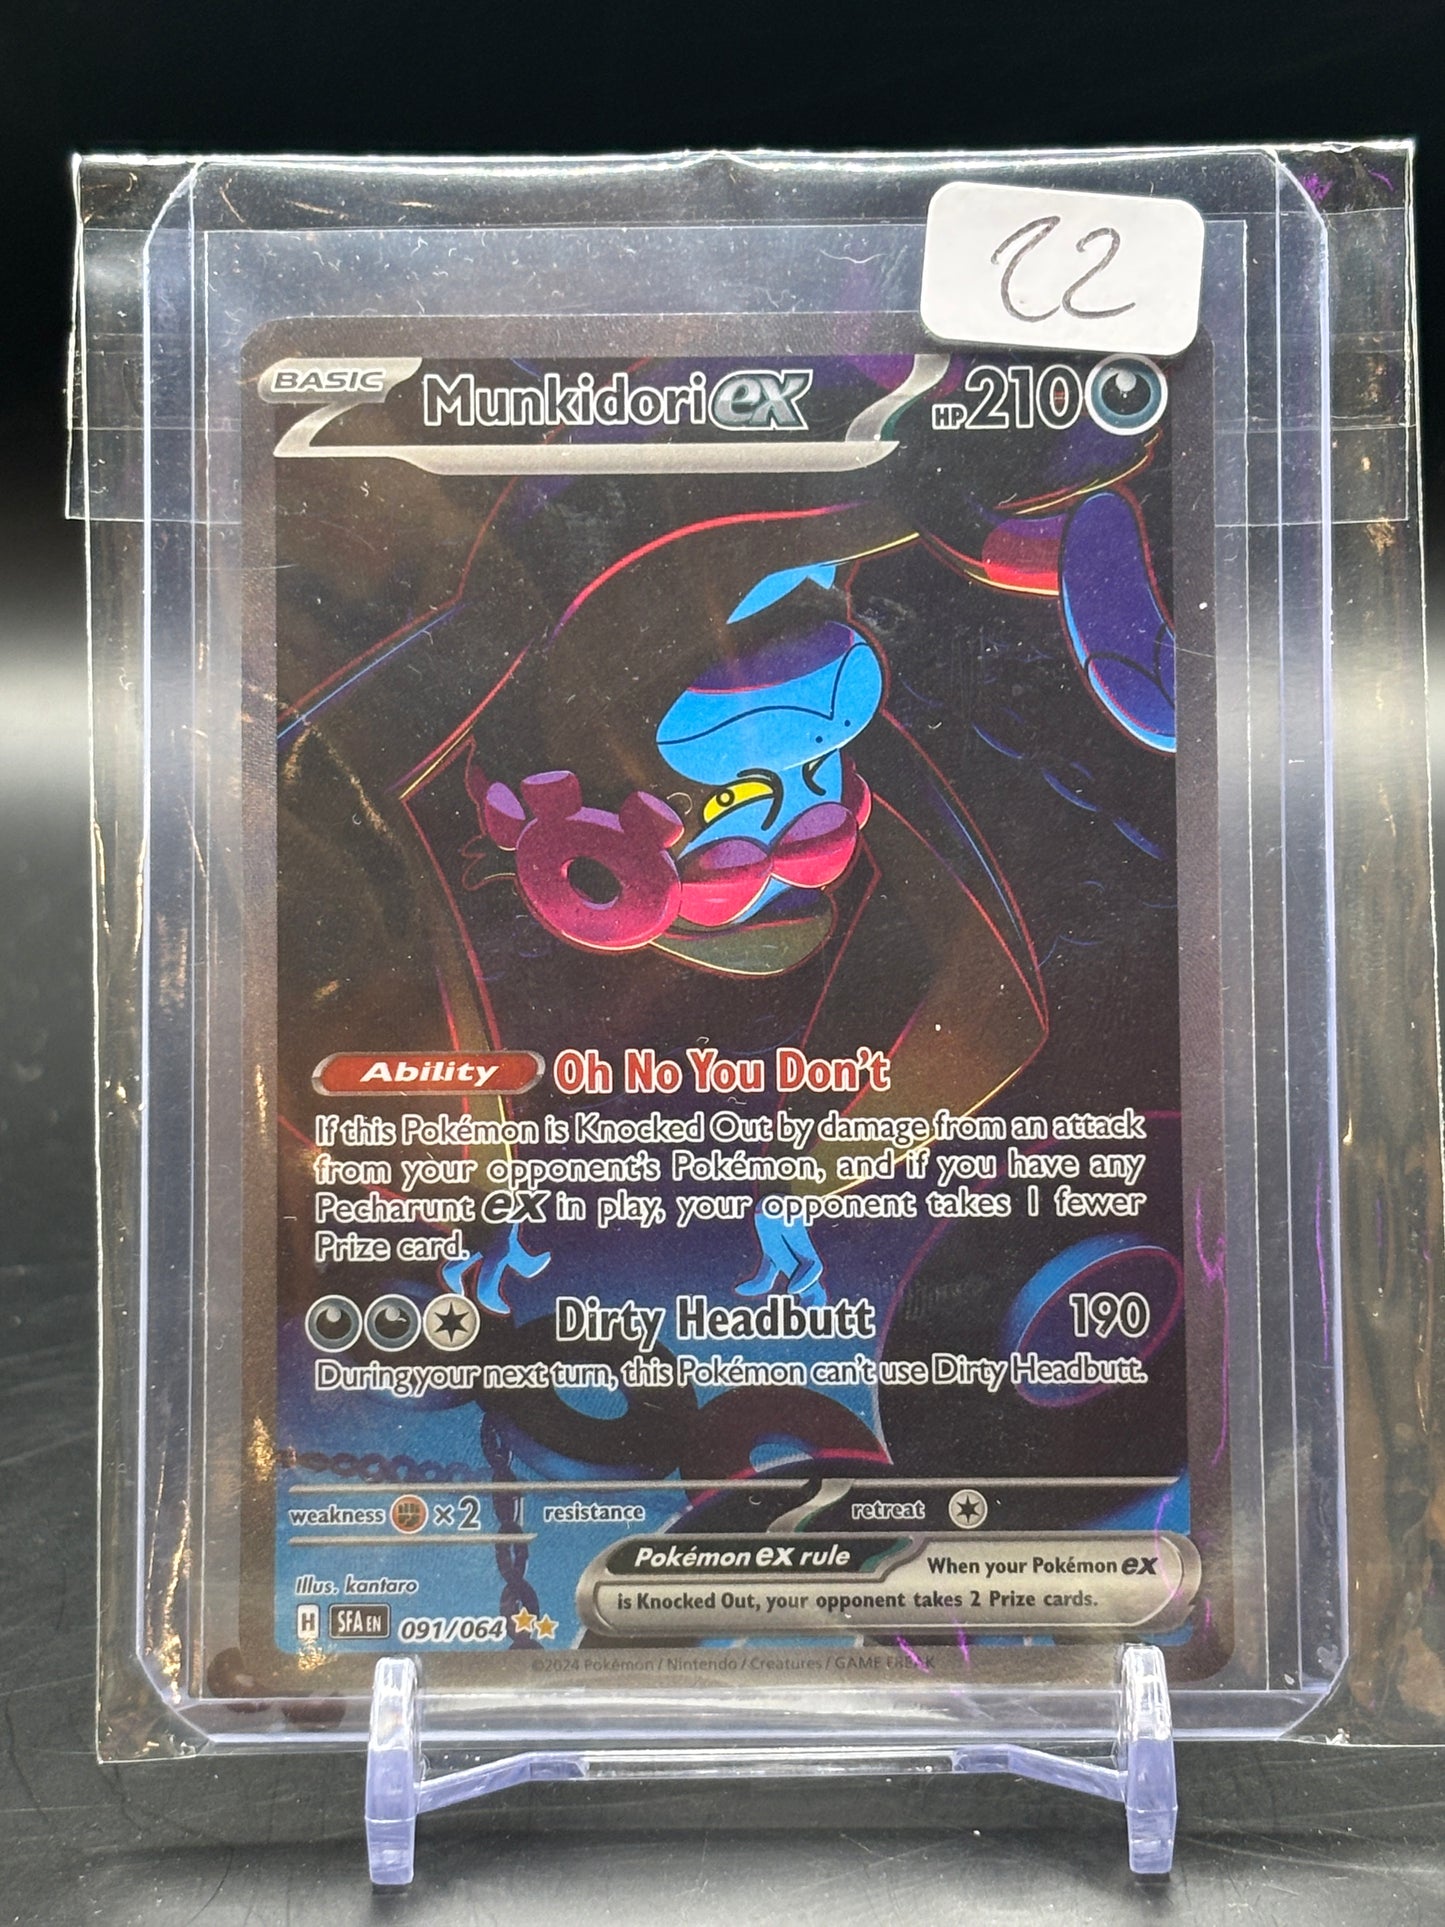 22
BASIC Munkidori ex HP 210
Ability Oh No You Don't
If this Pokémon is Knocked Out by damage from an attack
from your opponent's Pokémon, and if you have any
Pecharunt ex in play, your opponent takes 1 fewer
Prize card.
Dirty Headbutt 190
During your next turn, this Pokémon can't use Dirty Headbutt.
weakness ×2 resistance retreat
Pokémon ex rule When your Pokémon ex
is Knocked Out, your opponent takes 2 Prize cards.
Illus. kantaro
H SFA EN 091/064
©2024 Pokémon / Nintendo / Creatures / GAME FREAK